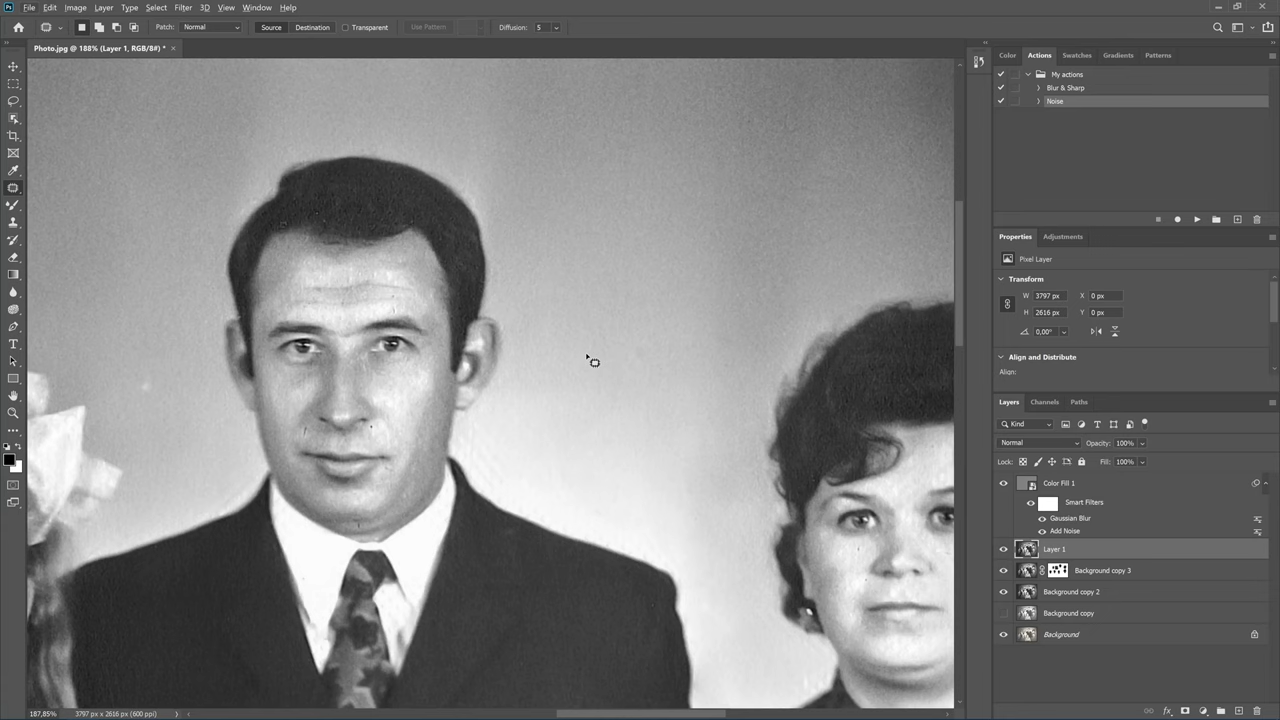 Ps File Edit Image Layer Type Select Filter 3D View Window Help
Patch: Normal Source Destination Transparent Use Pattern Diffusion: 5
Photo.jpg @ 188% (Layer 1, RGB/8#) *
Color Actions Swatches Gradients Patterns
My actions
Blur & Sharp
Noise
Properties Adjustments
Pixel Layer
Transform
W 3797 px X 0 px
H 2616 px Y 0 px
0,00°
Align and Distribute
Align:
Layers Channels Paths
Kind
Normal Opacity: 100%
Lock: Fill: 100%
Color Fill 1
Smart Filters
Gaussian Blur
Add Noise
Layer 1
Background copy 3
Background copy 2
Background copy
Background
187,85% 3797 px x 2616 px (600 ppi)